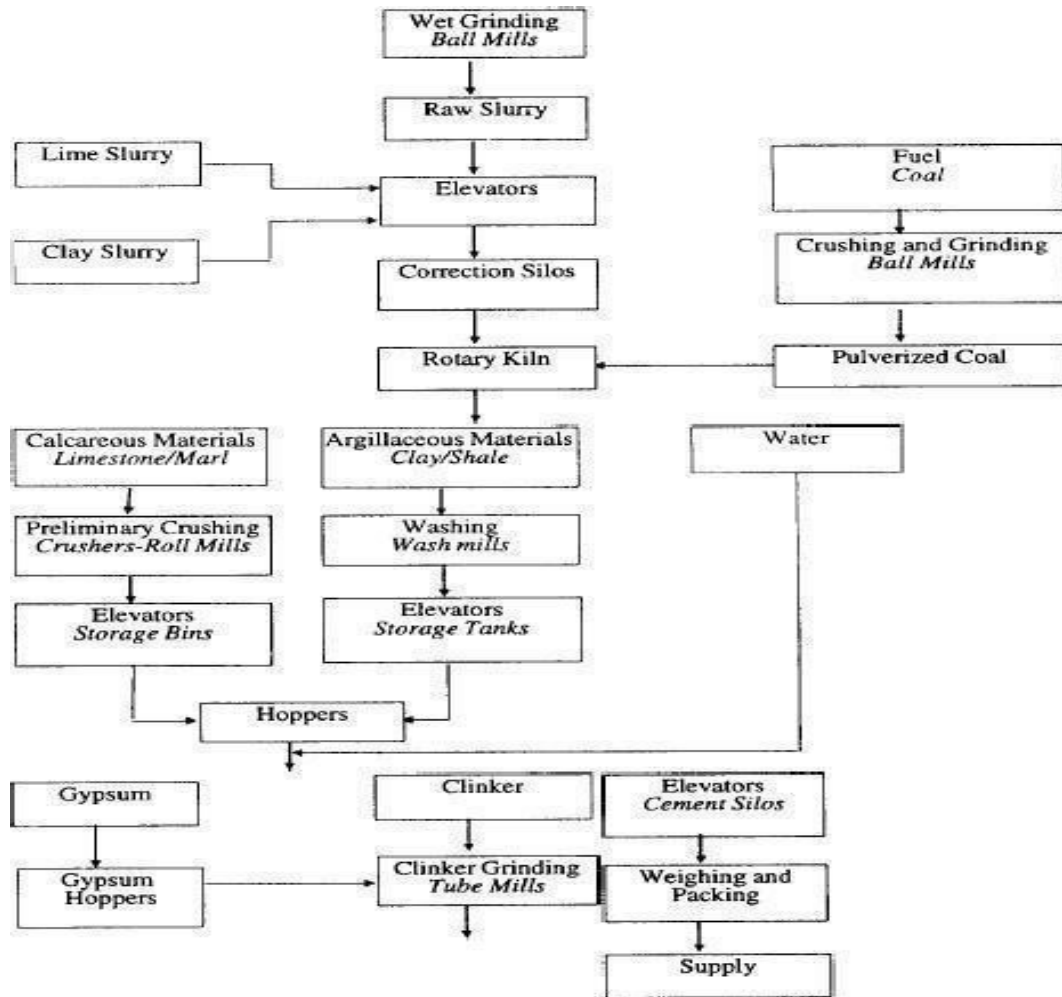 Wet Grinding
Ball Mills
Raw Slurry
Lime Slurry
Elevators
Clay Slurry
Correction Silos
Rotary Kiln
Fuel
Coal
Crushing and Grinding
Ball Mills
Pulverized Coal
Calcareous Materials
Limestone/Marl
Argillaceous Materials
Clay/Shale
Water
Preliminary Crushing
Crushers-Roll Mills
Washing
Wash mills
Elevators
Storage Bins
Elevators
Storage Tanks
Hoppers
Gypsum
Clinker
Elevators
Cement Silos
Gypsum
Hoppers
Clinker Grinding
Tube Mills
Weighing and
Packing
Supply